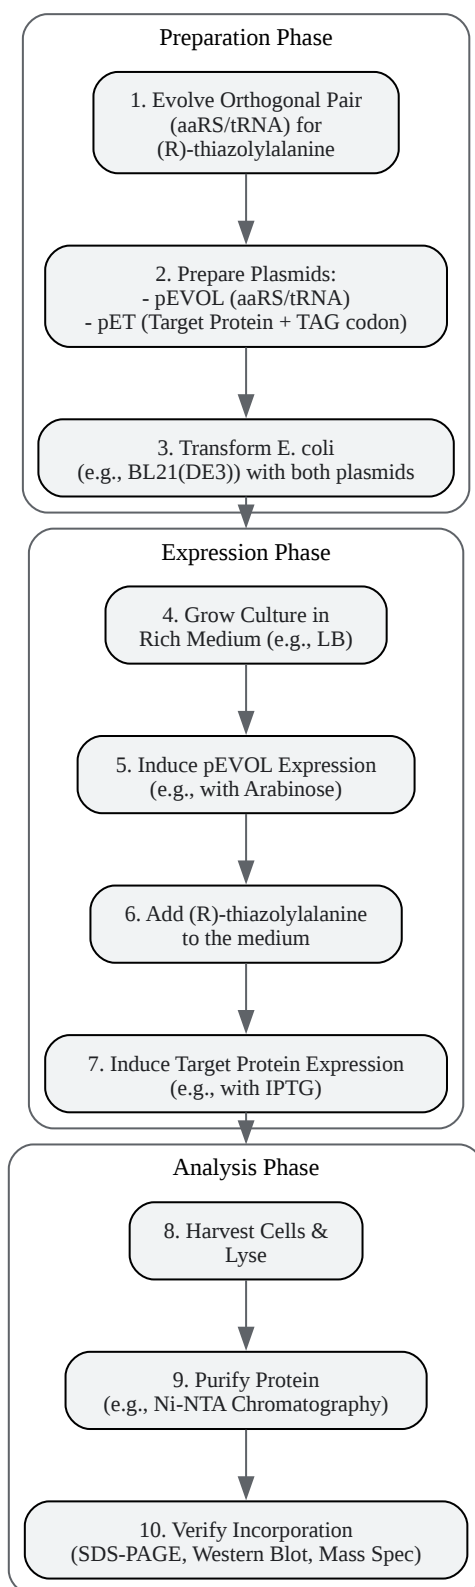 Preparation Phase
1. Evolve Orthogonal Pair
(aaRS/tRNA) for
(R)-thiazolylalanine
2. Prepare Plasmids:
- pEVOL (aaRS/tRNA)
- pET (Target Protein + TAG codon)
3. Transform E. coli
(e.g., BL21(DE3)) with both plasmids
Expression Phase
4. Grow Culture in
Rich Medium (e.g., LB)
5. Induce pEVOL Expression
(e.g., with Arabinose)
6. Add (R)-thiazolylalanine
to the medium
7. Induce Target Protein Expression
(e.g., with IPTG)
Analysis Phase
8. Harvest Cells &
Lyse
9. Purify Protein
(e.g., Ni-NTA Chromatography)
10. Verify Incorporation
(SDS-PAGE, Western Blot, Mass Spec)